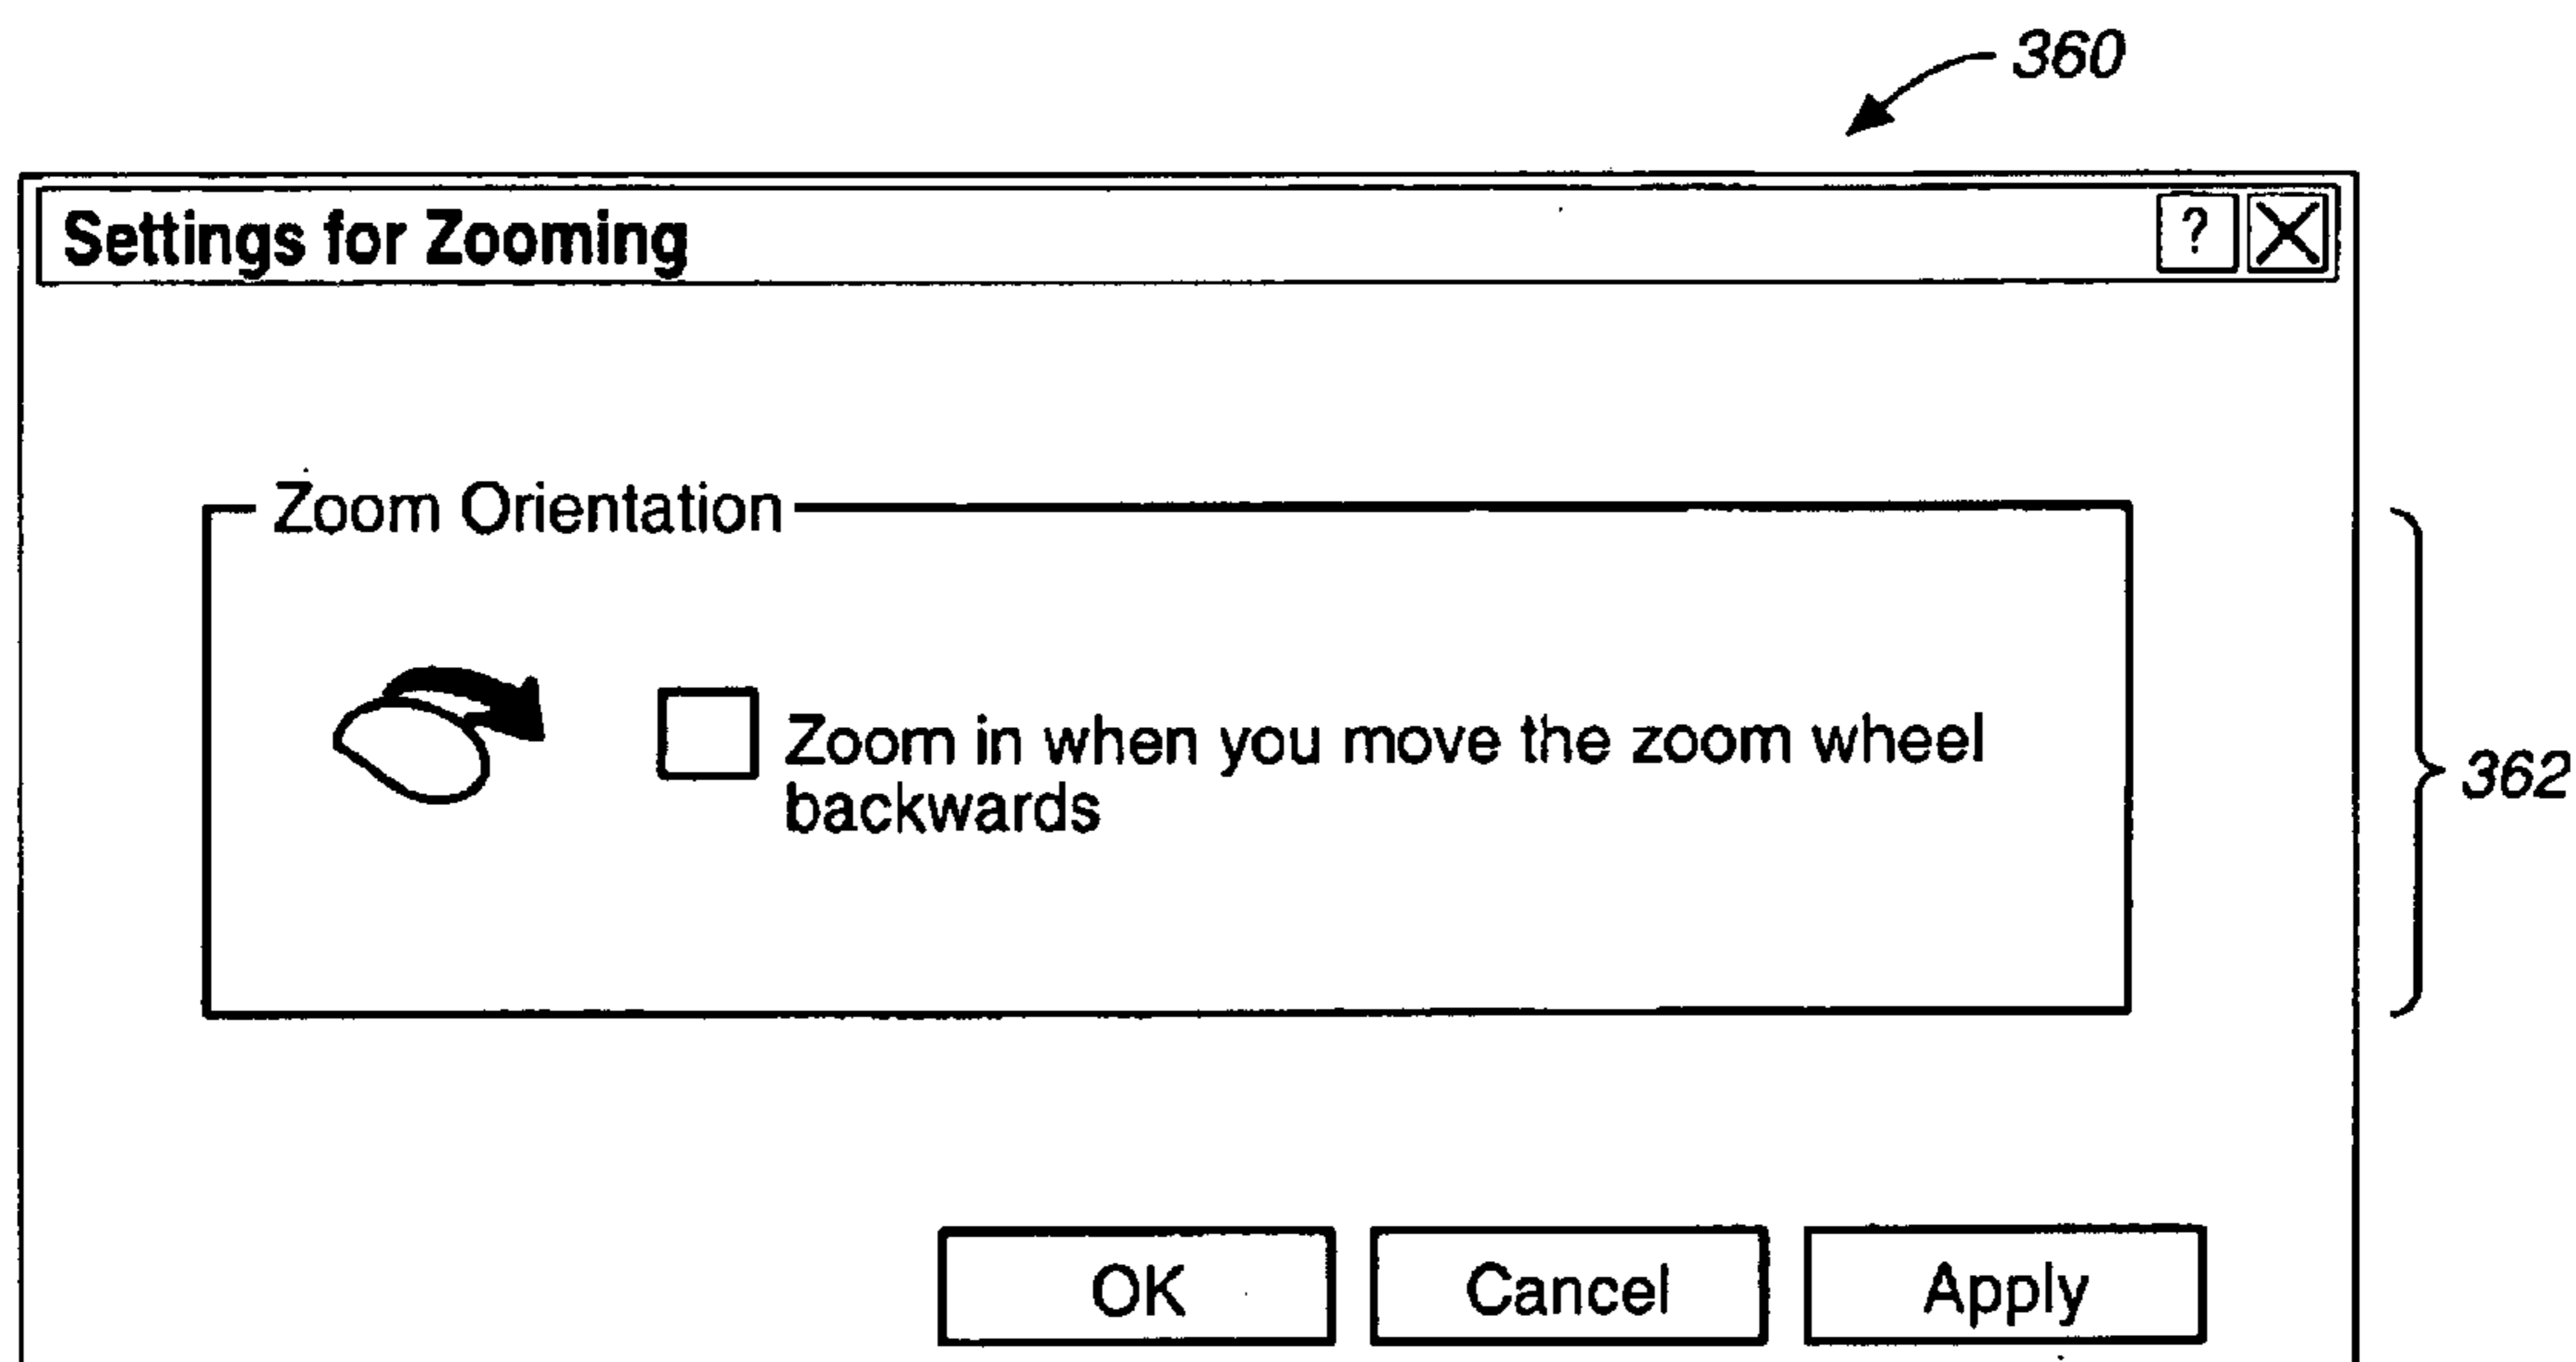 360
Settings for Zooming ?
Zoom Orientation
Zoom in when you move the zoom wheel
backwards
362
OK Cancel Apply